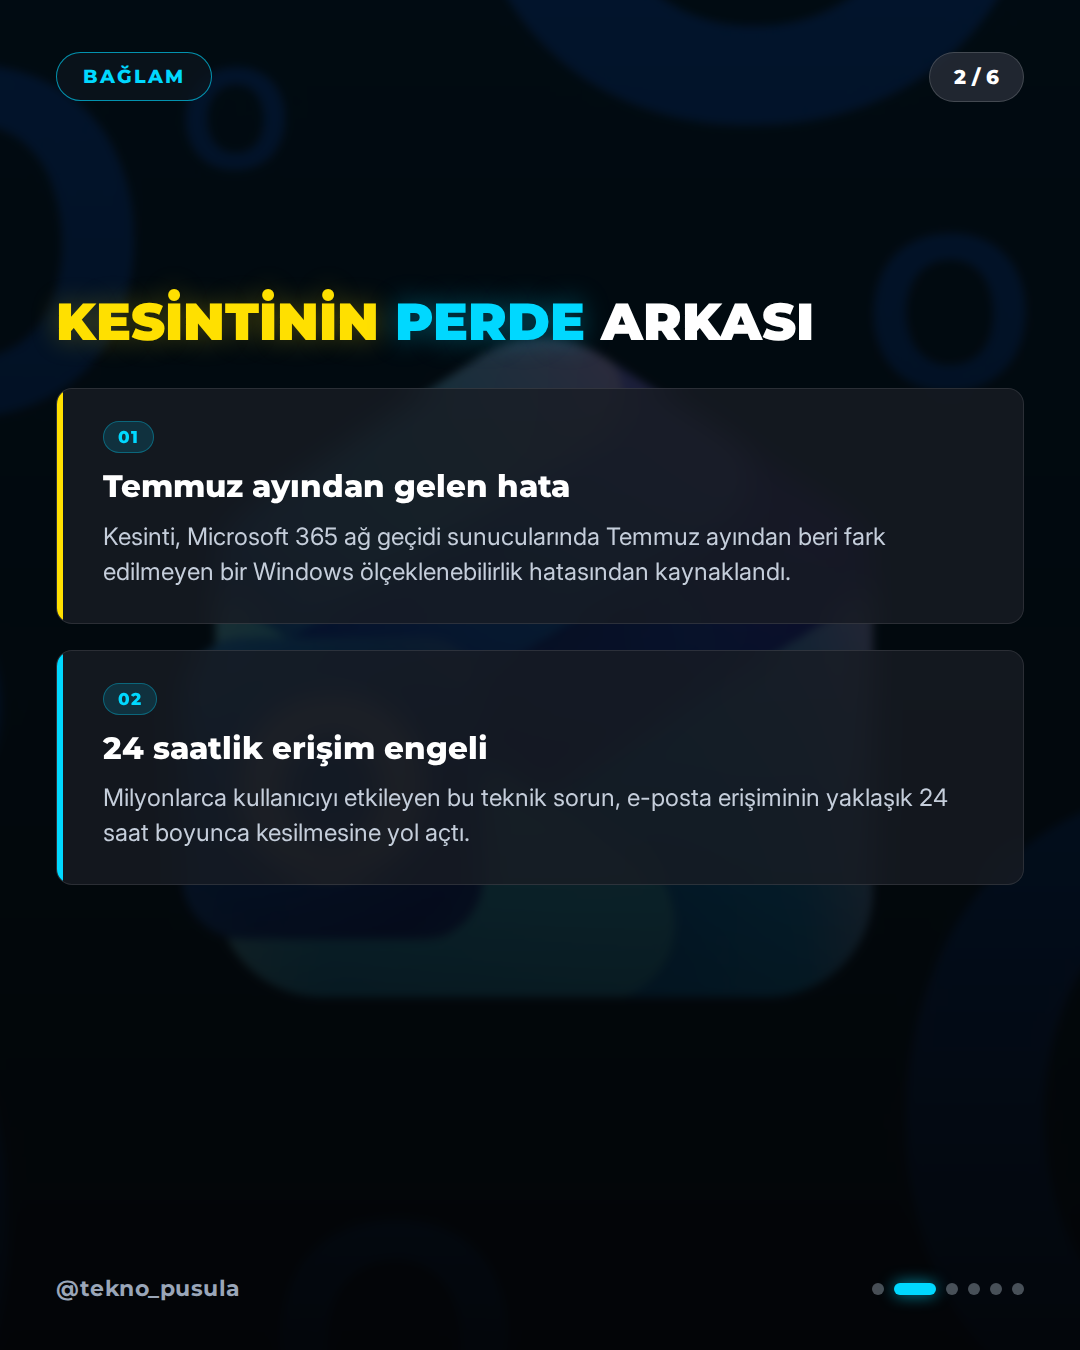 BAĞLAM
2 / 6
KESİNTİNİN PERDE ARKASI
01
Temmuz ayından gelen hata
Kesinti, Microsoft 365 ağ geçidi sunucularında Temmuz ayından beri fark
edilmeyen bir Windows ölçeklenebilirlik hatasından kaynaklandı.
02
24 saatlik erişim engeli
Milyonlarca kullanıcıyı etkileyen bu teknik sorun, e-posta erişiminin yaklaşık 24
saat boyunca kesilmesine yol açtı.
@tekno_pusula